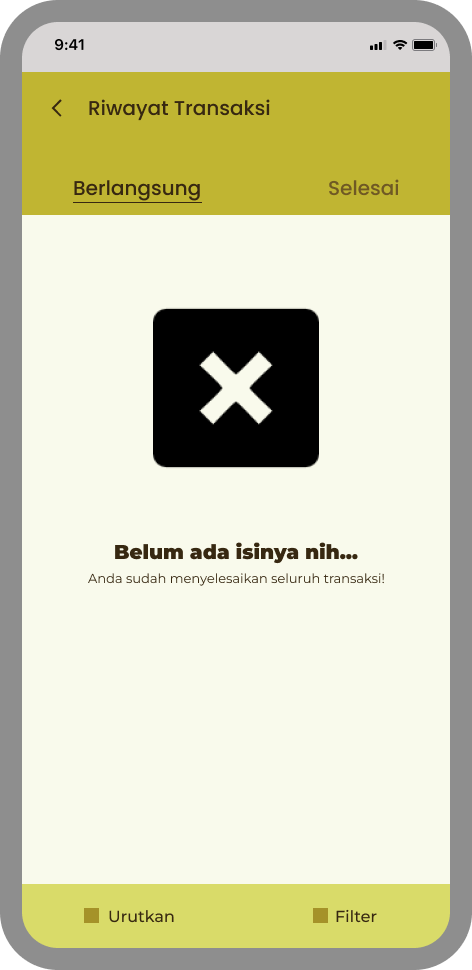 9:41
Riwayat Transaksi
Berlangsung
Selesai
Belum ada isinya nih...
Anda sudah menyelesaikan seluruh transaksi!
Urutkan
Filter